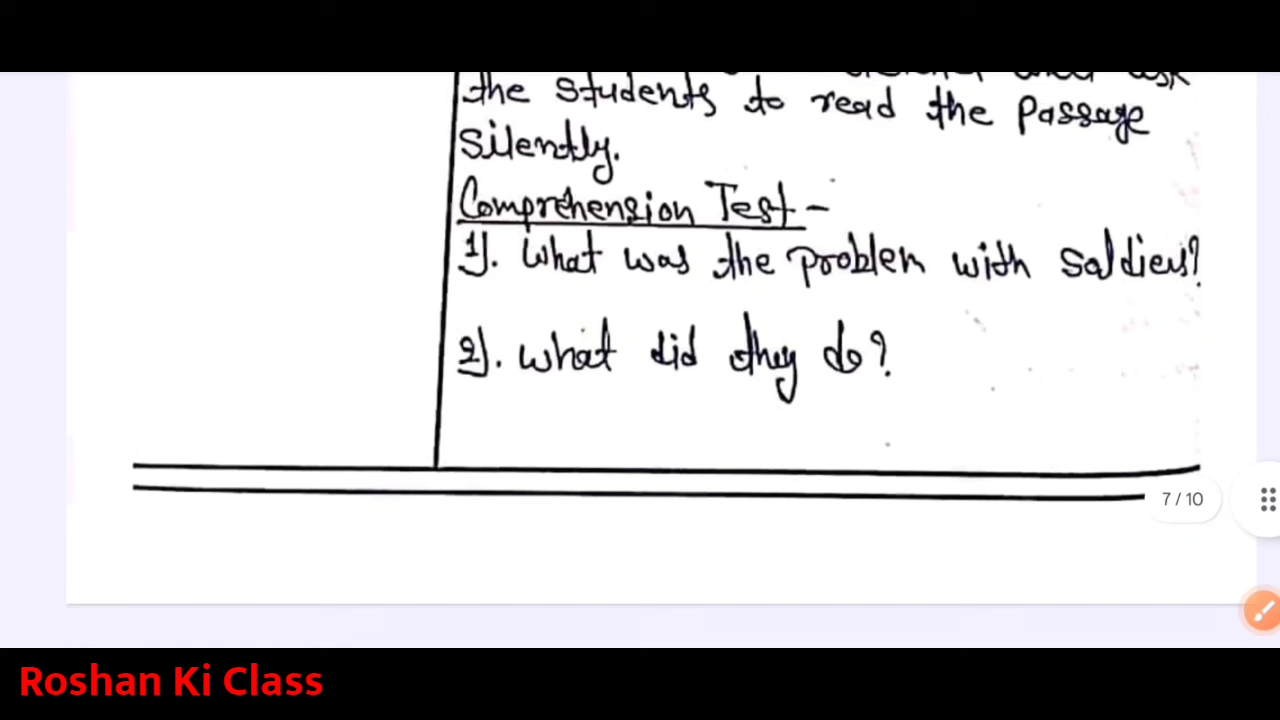 the students to read the passage
silently.
Comprehension Test -
1). What was the problem with saldiers?
2). What did they do?
7 / 10
Roshan Ki Class